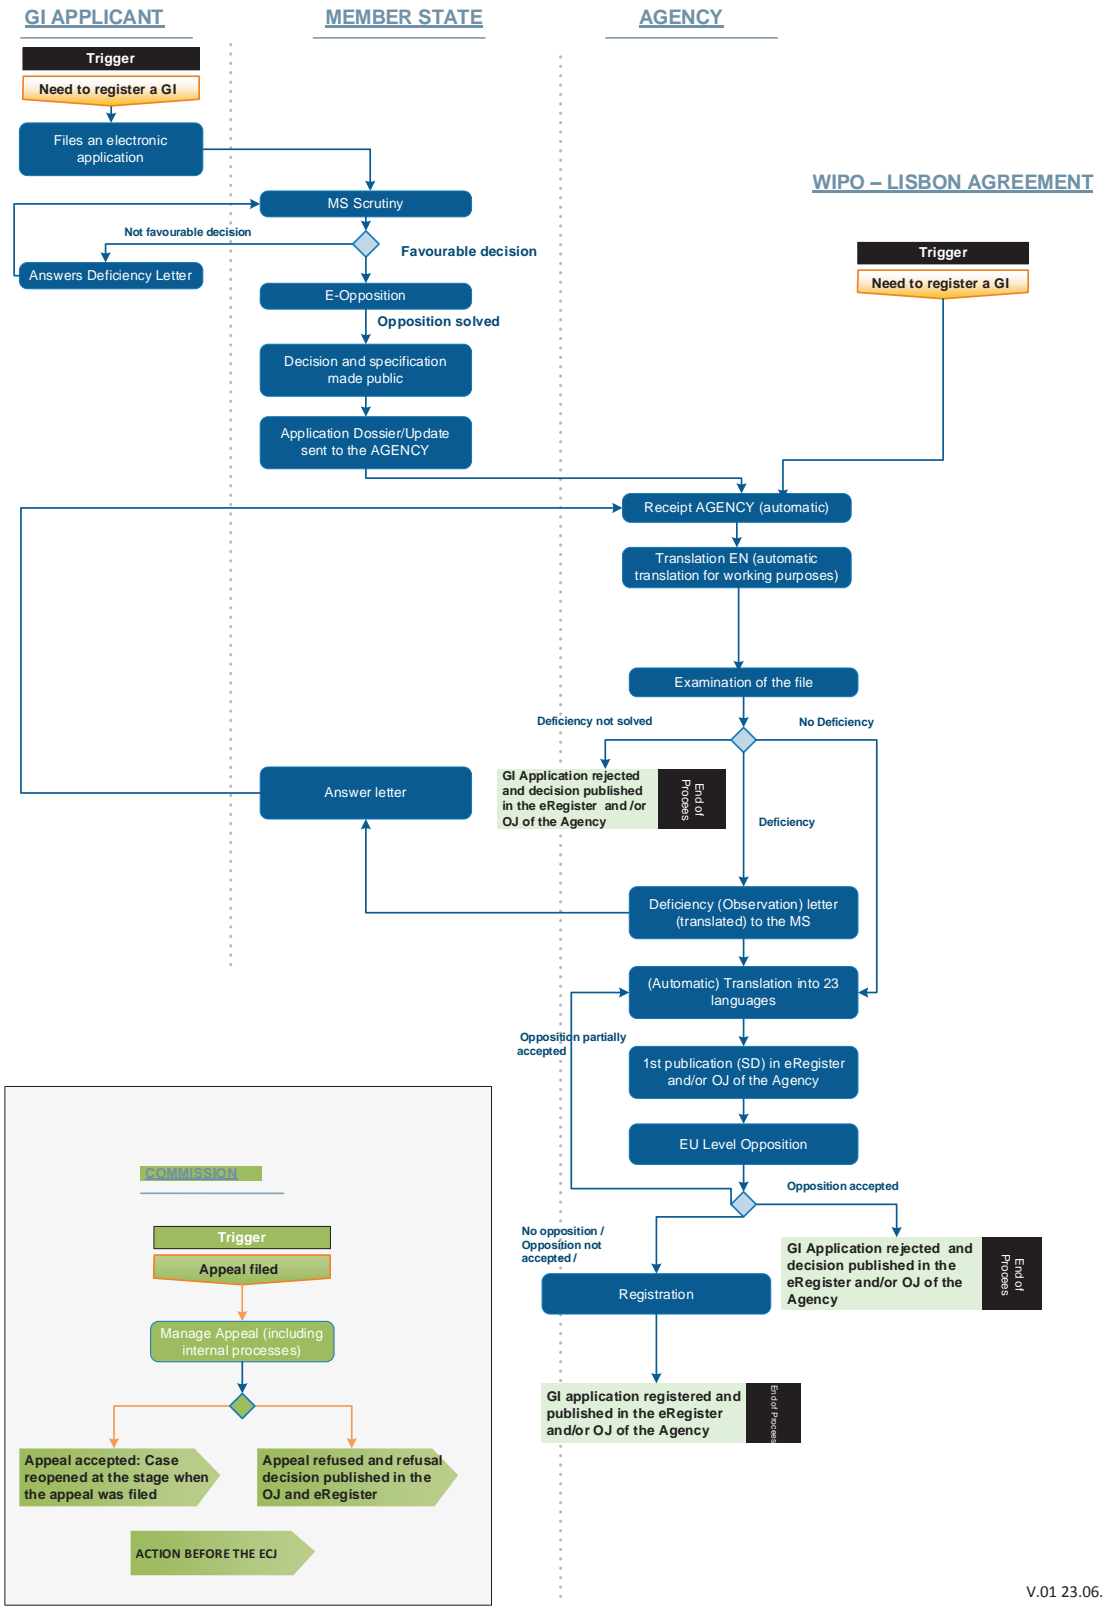 GI APPLICANT
MEMBER STATE
AGENCY
Trigger
Need to register a GI
Files an electronic
application
WIPO – LISBON AGREEMENT
MS Scrutiny
Not favourable decision
Favourable decision
Trigger
Answers Deficiency Letter
Need to register a GI
E-Opposition
Opposition solved
Decision and specification
made public
Application Dossier/Update
sent to the AGENCY
Receipt AGENCY (automatic)
Translation EN (automatic
translation for working purposes)
Examination of the file
Deficiency not solved
No Deficiency
GI Application rejected
and decision published
in the eRegister and /or
OJ of the Agency
End of
Procees
Answer letter
Deficiency
Deficiency (Observation) letter
(translated) to the MS
(Automatic) Translation into 23
languages
Opposition partially
accepted
1st publication (SD) in eRegister
and/or OJ of the Agency
EU Level Opposition
Opposition accepted
No opposition /
Opposition not
accepted /
GI Application rejected and
decision published in the
eRegister and/or OJ of the
Agency
End of
Procees
Registration
GI application registered and
published in the eRegister
and/or OJ of the Agency
End of Procees
COMMISSION
Trigger
Appeal filed
Manage Appeal (including
internal processes)
Appeal accepted: Case
reopened at the stage when
the appeal was filed
Appeal refused and refusal
decision published in the
OJ and eRegister
ACTION BEFORE THE ECJ
V.01 23.06.